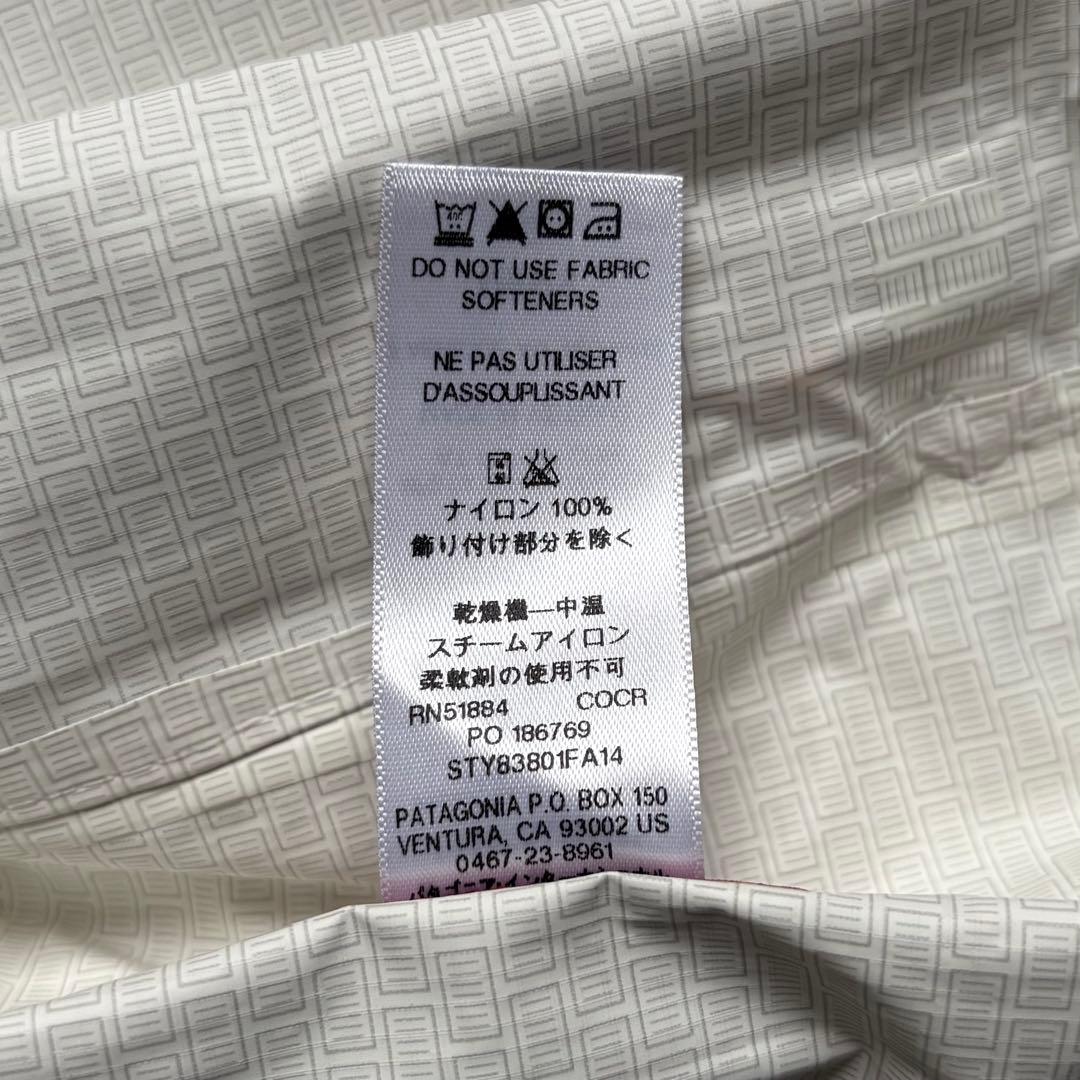 40C
DO NOT USE FABRIC
SOFTENERS
NE PAS UTILISER
D'ASSOUPLISSANT
ナイロン 100%
飾り付け部分を除く
乾燥機—中温
スチームアイロン
柔軟剤の使用不可
RN51884 COCR
PO 186769
STY83801FA14
PATAGONIA P.O. BOX 150
VENTURA, CA 93002 US
0467-23-8961